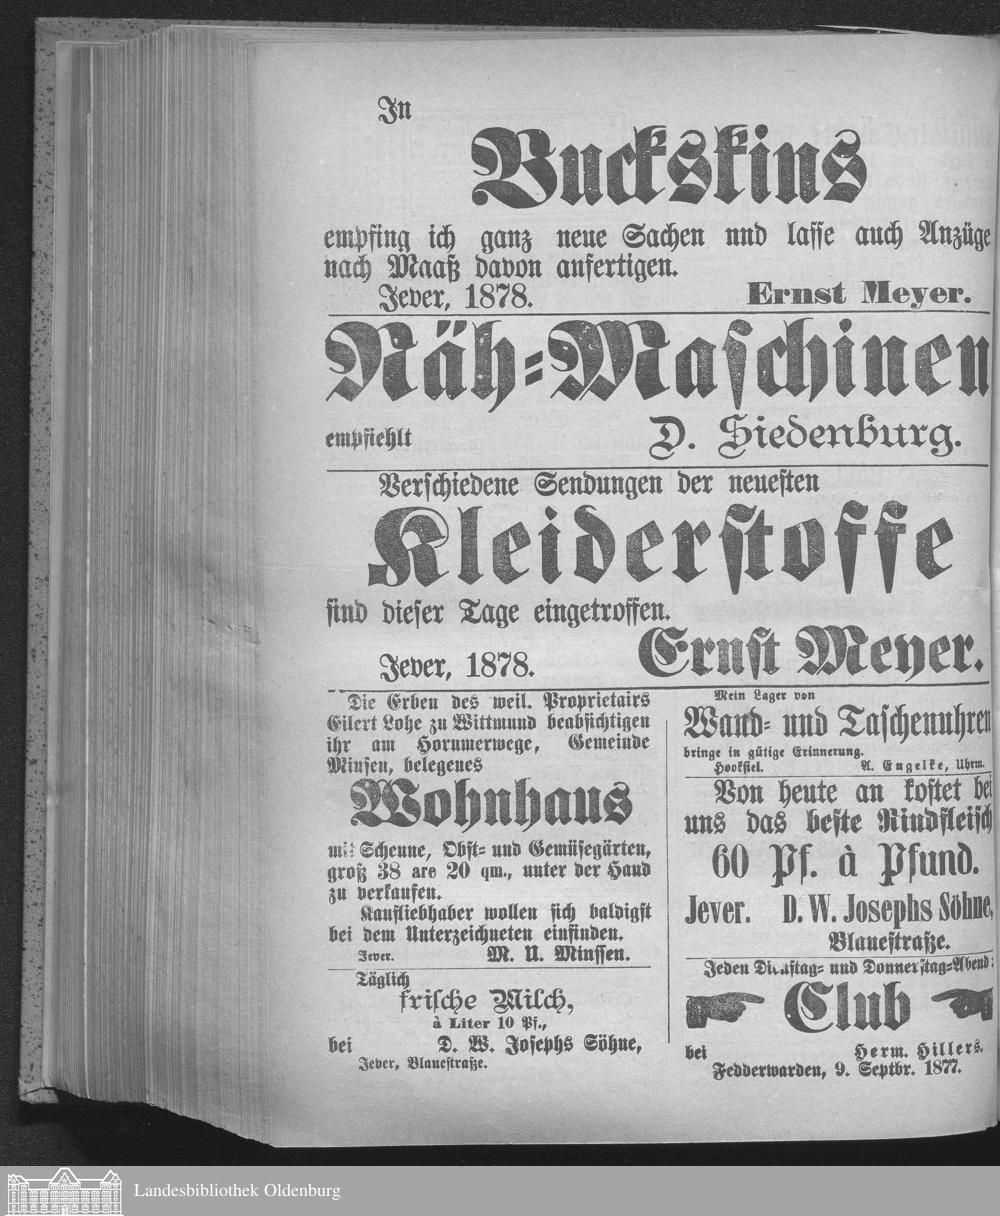 In
Buckskins
empfing ich ganz neue Sachen und lasse auch Anzüge
nach Maaß davon anfertigen.
Jever, 1878. Ernst Meyer.
Näh-Maschinen
empfiehlt D. Siedenburg.
Verschiedene Sendungen der neuesten
Kleiderstoffe
sind dieser Tage eingetroffen.
Ernst Meyer.
Jever, 1878.
Die Erben des weil. Proprietairs
Eilert Lohe zu Wittmund beabsichtigen
ihr am Horumerwege, Gemeinde
Minsen, belegenes
Wohnhaus
mit Scheune, Obst- und Gemüsegärten,
groß 38 are 20 qm., unter der Hand
zu verkaufen.
Kaufliebhaber wollen sich baldigst
bei dem Unterzeichneten einfinden.
Jever. M. U. Minssen.
Täglich
frische Milch,
à Liter 10 Pf.,
bei D. W. Josephs Söhne,
Jever, Blauestraße.
Mein Lager von
Wand- und Taschenuhren
bringe in gütige Erinnerung.
Hooksiel. A. Engelke, Uhrm.
Von heute an kostet bei
uns das beste Rindfleisch
60 Pf. à Pfund.
Jever. D. W. Josephs Söhne,
Blauestraße.
Jeden Dienstag- und Donnerstag-Abend:
Club
bei Herm. Hillers.
Fedderwarden, 9. Septbr. 1877.
Landesbibliothek Oldenburg